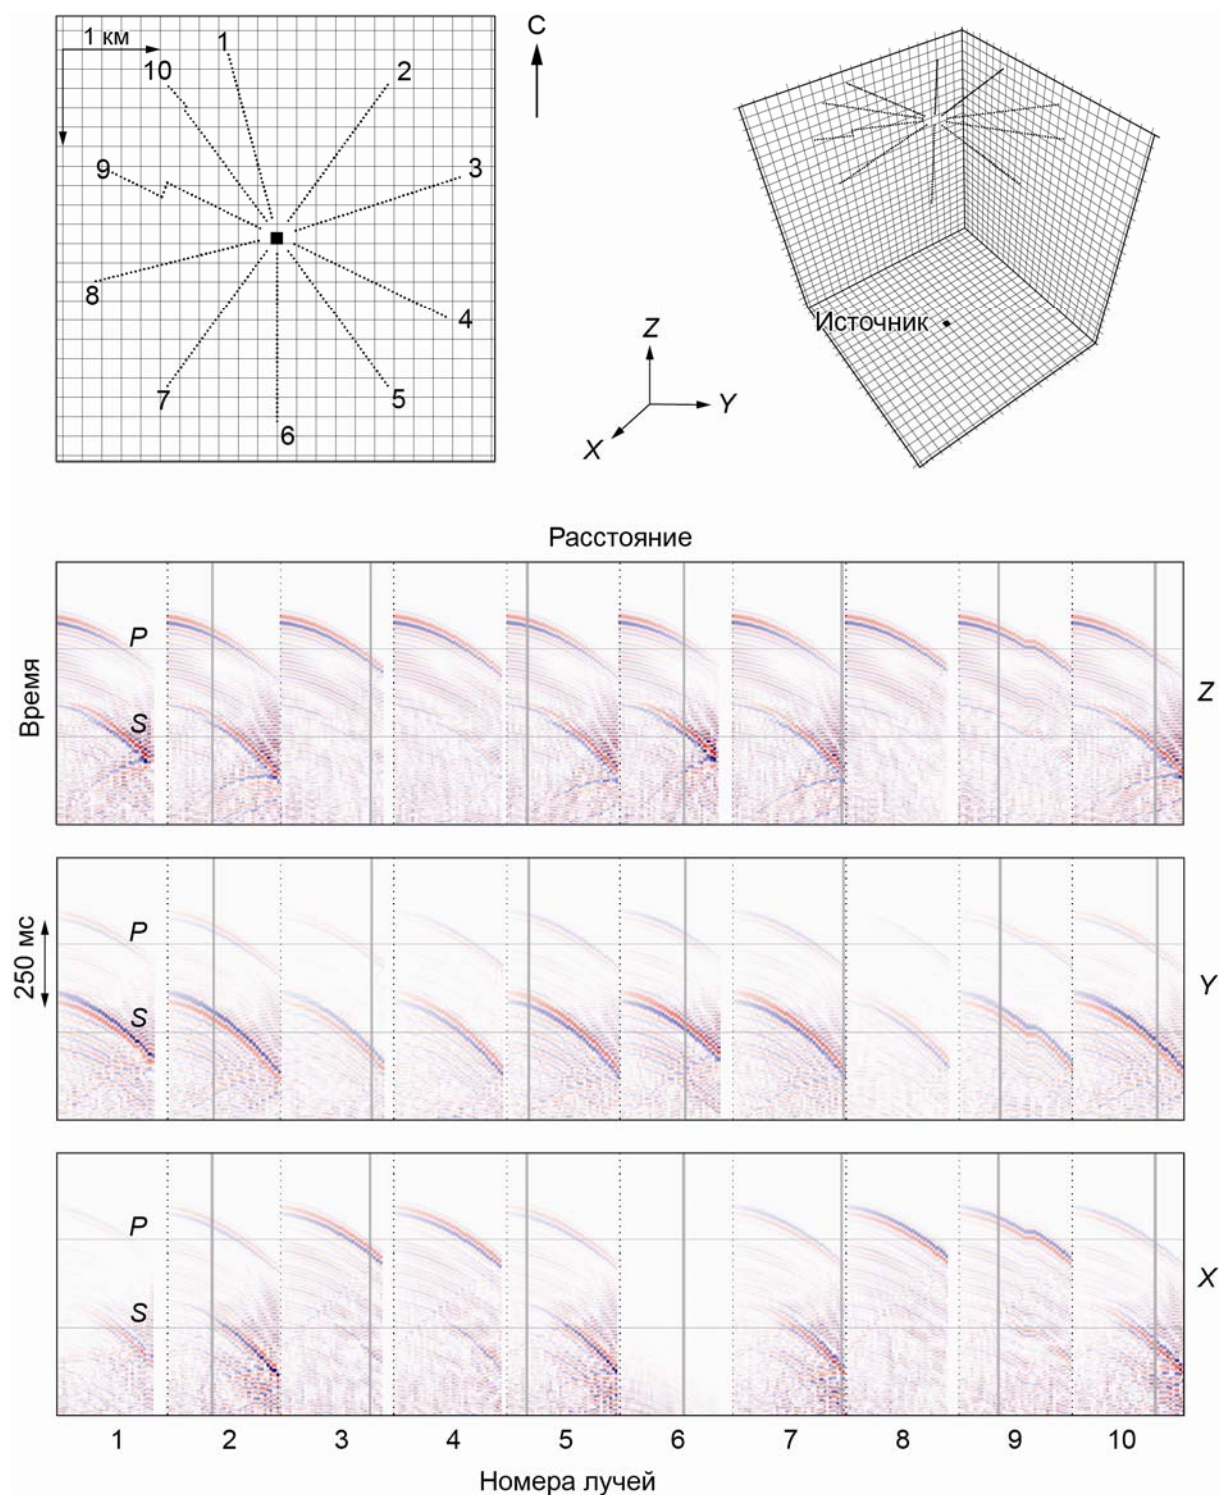 1 км
1
2
3
4
5
6
7
8
9
10
С
Источник
Z
Y
X
Расстояние
Время
P
S
Z
250 мс
P
S
Y
P
S
X
1 2 3 4 5 6 7 8 9 10
Номера лучей